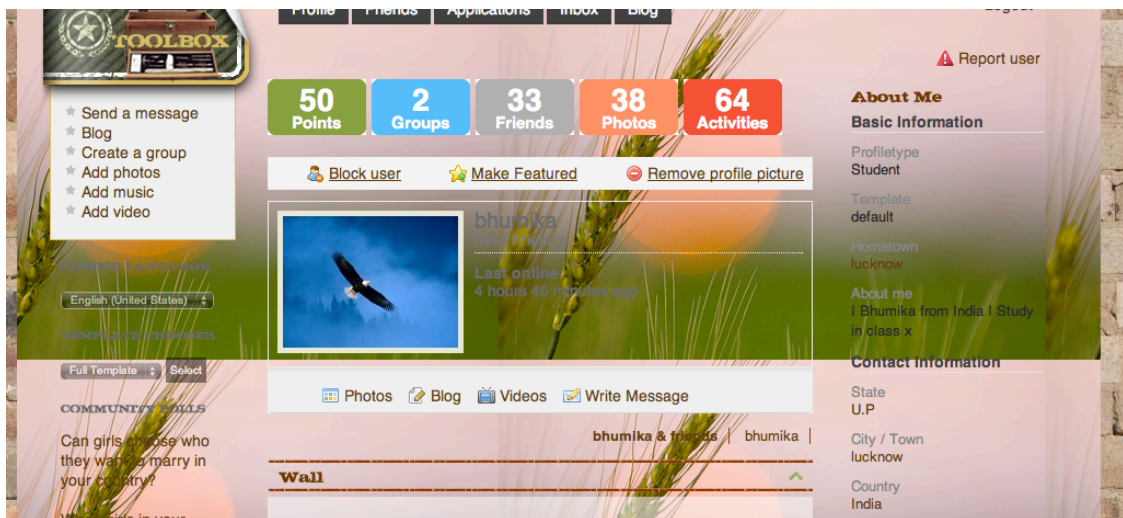 Profile Friends Applications Inbox Blog
Logout
TOOLBOX
Send a message
Blog
Create a group
Add photos
Add music
Add video
CHOOSE LANGUAGE
English (United States)
TEMPLATE CHOOSER
Full Template Select
COMMUNITY POLLS
Can girls choose who
they want to marry in
your country?
50 Points
2 Groups
33 Friends
38 Photos
64 Activities
Block user Make Featured Remove profile picture
bhumika
Last online
4 hours 46 minutes ago
Photos Blog Videos Write Message
bhumika & friends | bhumika |
Wall
Report user
About Me
Basic Information
Profiletype
Student
Template
default
Hometown
lucknow
About me
I Bhumika from India I Study
in class x
Contact Information
State
U.P
City / Town
lucknow
Country
India